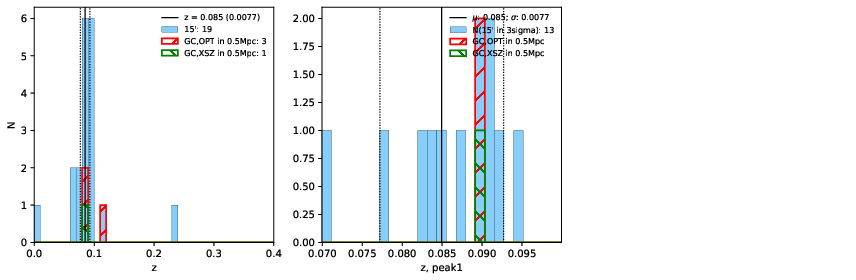 z = 0.085 (0.0077)
15': 19
GC,OPT in 0.5Mpc: 3
GC,XSZ in 0.5Mpc: 1
6
5
4
3
2
1
0
N
0.0 0.1 0.2 0.3 0.4
z
μ: 0.085; σ: 0.0077
N(15' in 3sigma): 13
GC,OPT in 0.5Mpc
GC,XSZ in 0.5Mpc
2.00
1.75
1.50
1.25
1.00
0.75
0.50
0.25
0.00
0.070 0.075 0.080 0.085 0.090 0.095
z, peak1